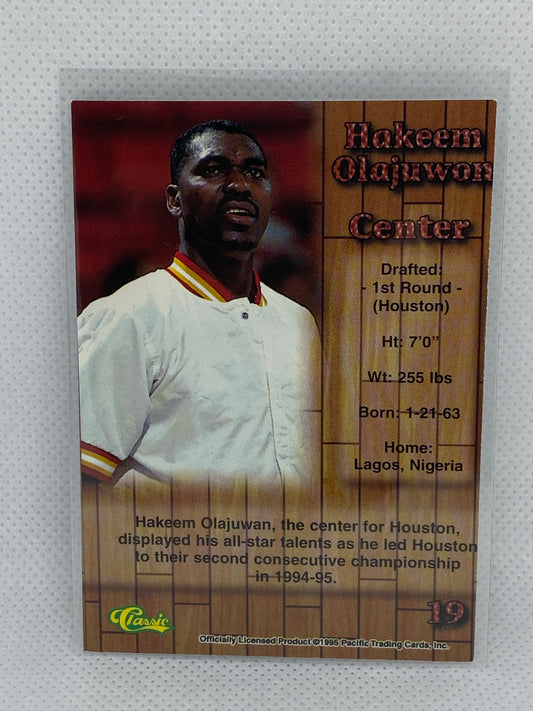 Hakeem
Olajuwon
Center
Drafted:
- 1st Round -
(Houston)
Ht: 7'0"
Wt: 255 lbs
Born: 1-21-63
Home:
Lagos, Nigeria
Hakeem Olajuwan, the center for Houston,
displayed his all-star talents as he led Houston
to their second consecutive championship
in 1994-95.
19
Classic
Officially Licensed Product ©1995 Pacific Trading Cards, Inc.